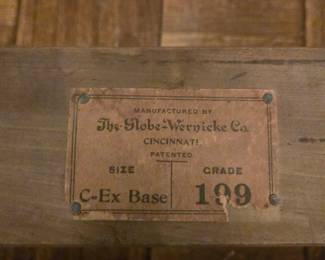 MANUFACTURED BY
The Globe-Wernicke Co.
CINCINNATI.
PATENTED.
SIZE GRADE
C-Ex Base 199